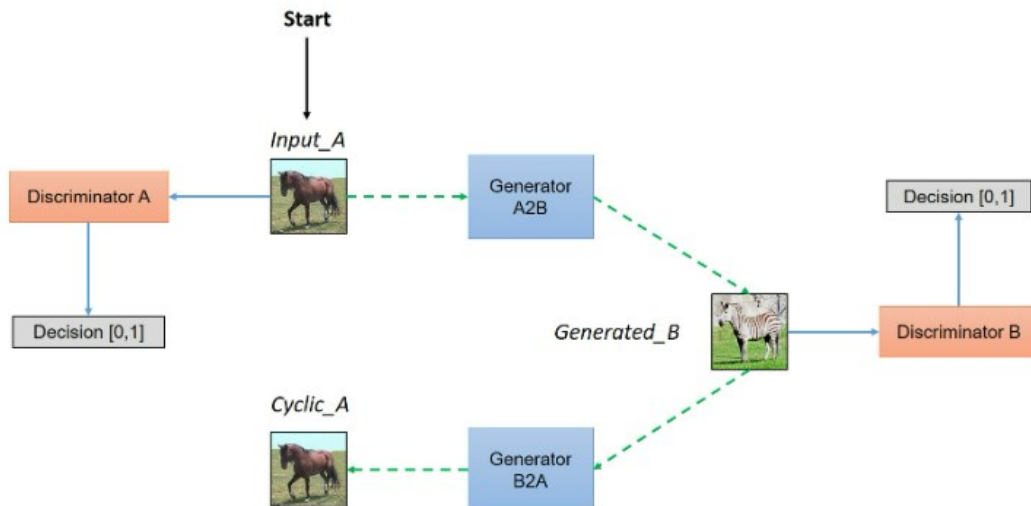 Start
Input_A
Discriminator A
Generator
A2B
Decision [0,1]
Decision [0,1]
Generated_B
Discriminator B
Cyclic_A
Generator
B2A